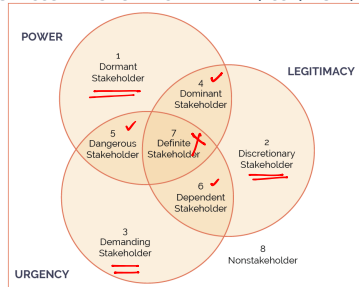 POWER
1
Dormant
Stakeholder
4
Dominant
Stakeholder
LEGITIMACY
5
Dangerous
Stakeholder
7
Definite
Stakeholder
2
Discretionary
Stakeholder
6
Dependent
Stakeholder
3
Demanding
Stakeholder
8
Nonstakeholder
URGENCY